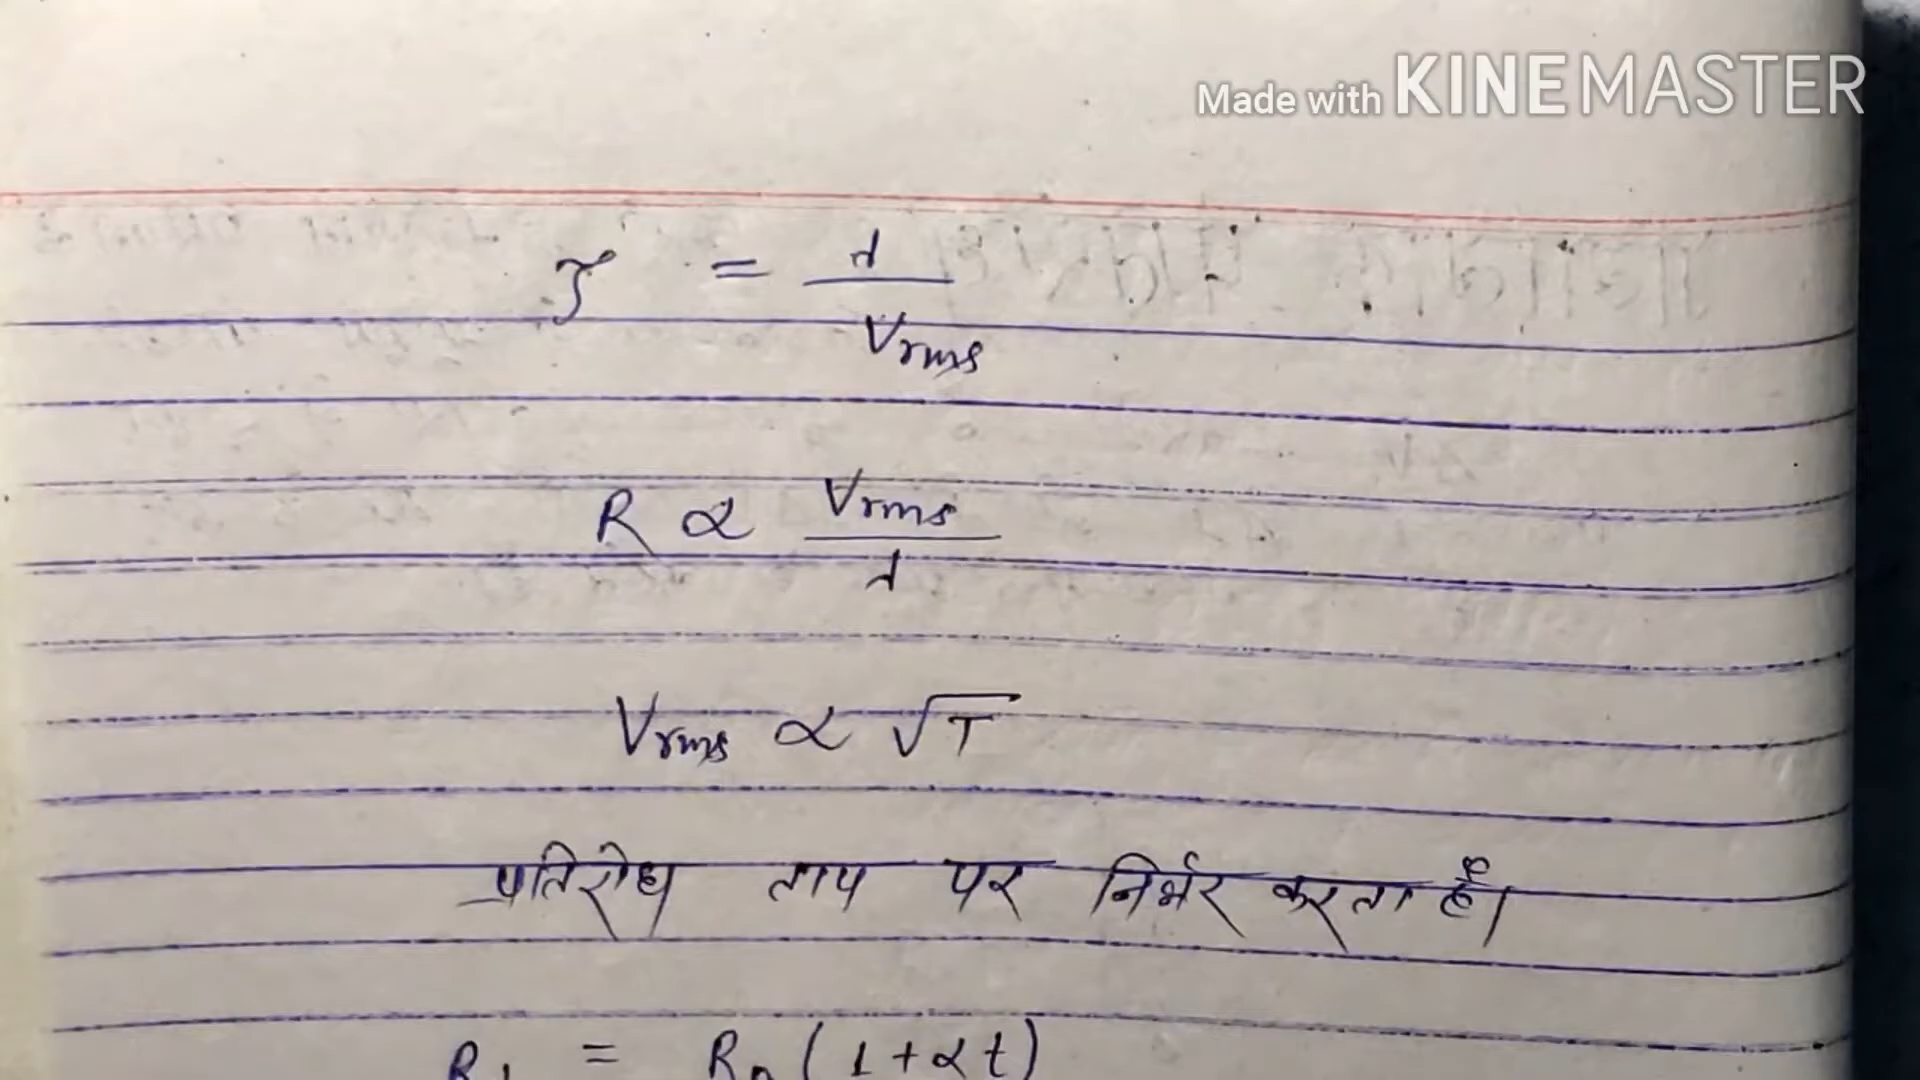 Made with KINEMASTER
τ = λ / Vrms
R ∝ Vrms / λ
Vrms ∝ √T
प्रतिरोध ताप पर निर्भर करता है।
= R₀ (1 + αt)